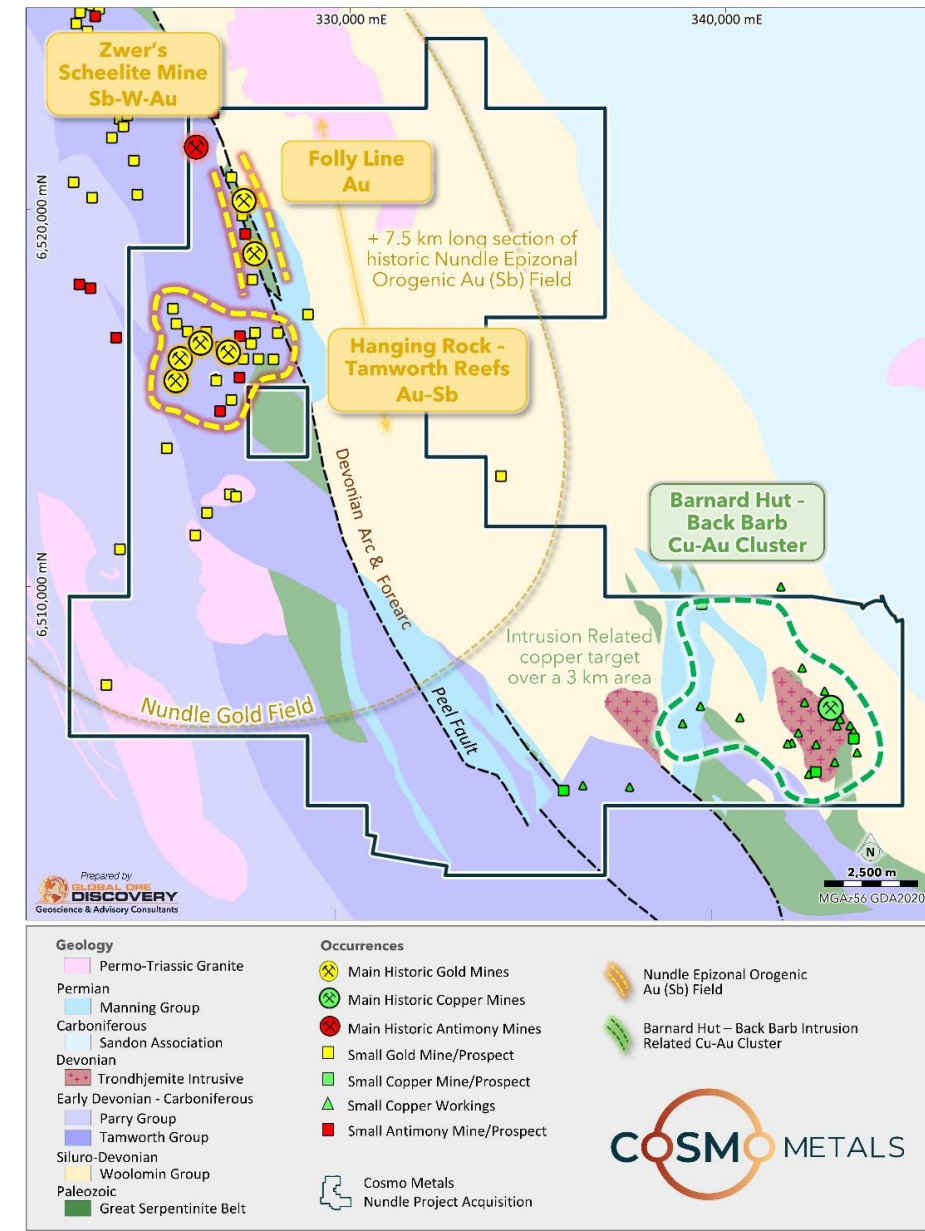 330,000 mE
340,000 mE
Zwer's
Scheelite Mine
Sb-W-Au
Folly Line
Au
6,520,000 mN
+ 7.5 km long section of
historic Nundle Epizonal
Orogenic Au (Sb) Field
Hanging Rock -
Tamworth Reefs
Au-Sb
Devonian Arc & Forearc
Barnard Hut -
Back Barb
Cu-Au Cluster
6,510,000 mN
Intrusion Related
copper target
over a 3 km area
Nundle Gold Field
Peel Fault
N
2,500 m
MGAz56 GDA2020
Prepared by
GLOBAL ORE
DISCOVERY
Geoscience & Advisory Consultants
Geology
Permo-Triassic Granite
Permian
Manning Group
Carboniferous
Sandon Association
Devonian
Trondhjemite Intrusive
Early Devonian - Carboniferous
Parry Group
Tamworth Group
Siluro-Devonian
Woolomin Group
Paleozoic
Great Serpentinite Belt
Occurrences
Main Historic Gold Mines
Main Historic Copper Mines
Main Historic Antimony Mines
Small Gold Mine/Prospect
Small Copper Mine/Prospect
Small Copper Workings
Small Antimony Mine/Prospect
Cosmo Metals
Nundle Project Acquisition
Nundle Epizonal Orogenic
Au (Sb) Field
Barnard Hut – Back Barb Intrusion
Related Cu-Au Cluster
COSMO METALS